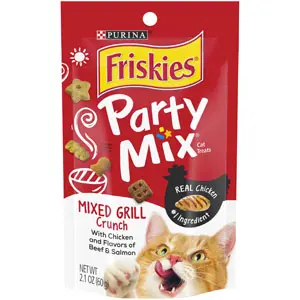 PURINA
Friskies®
Party
Mix®
Cat
Treats
REAL Chicken
#1 Ingredient
MIXED GRILL
Crunch
With Chicken
and Flavors of
Beef & Salmon
NET WT
2.1 OZ (60g)